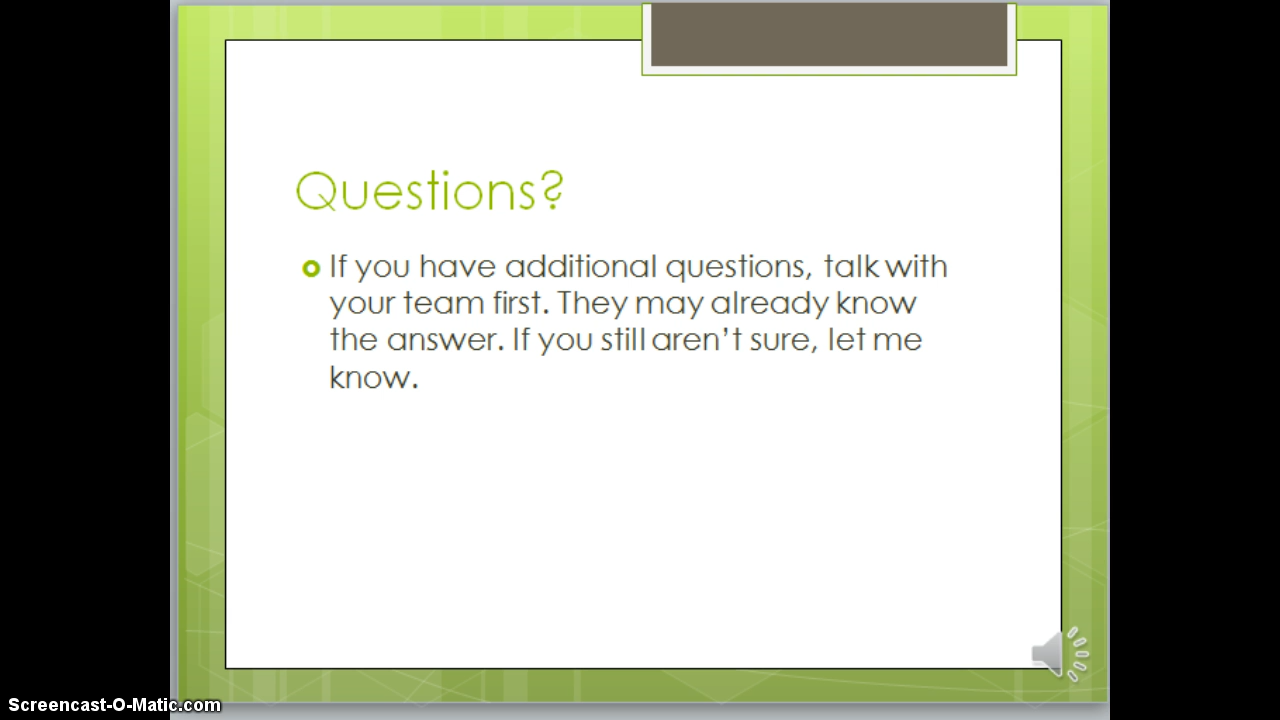 Questions?
If you have additional questions, talk with
your team first. They may already know
the answer. If you still aren’t sure, let me
know.
Screencast-O-Matic.com